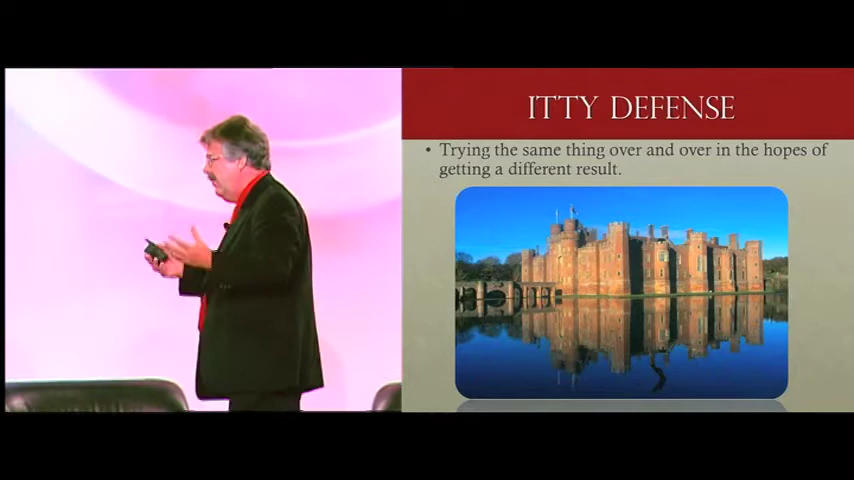 ITTY DEFENSE
• Trying the same thing over and over in the hopes of
getting a different result.